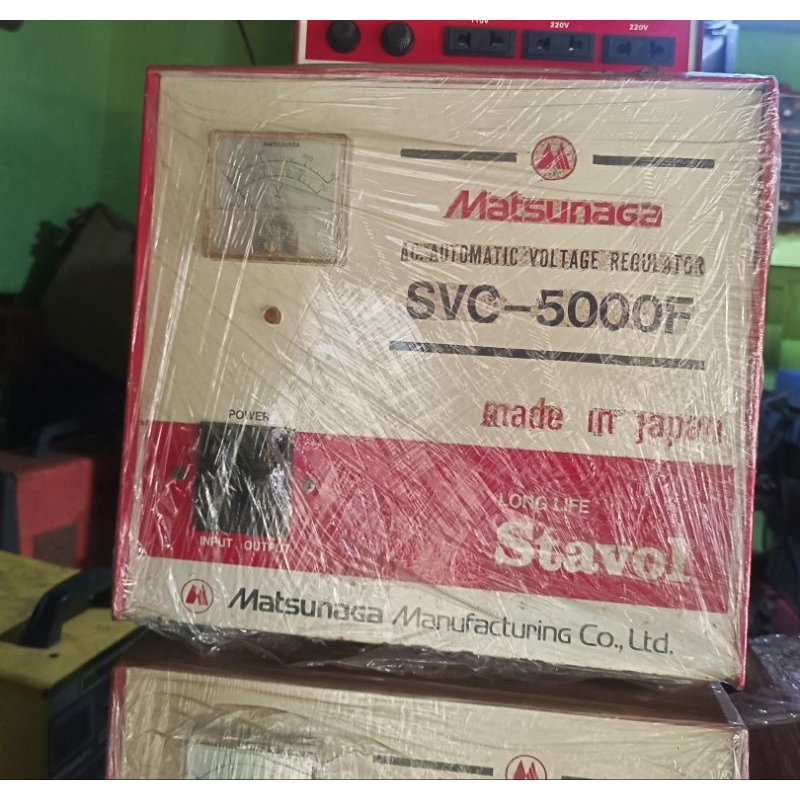 110V 220V 220V
MATSUNAGA
Matsunaga
AC AUTOMATIC VOLTAGE REGULATOR
SVC-5000F
made in japan
POWER
LONG LIFE
Stavol
INPUT OUTPUT
Matsunaga Manufacturing Co., Ltd.